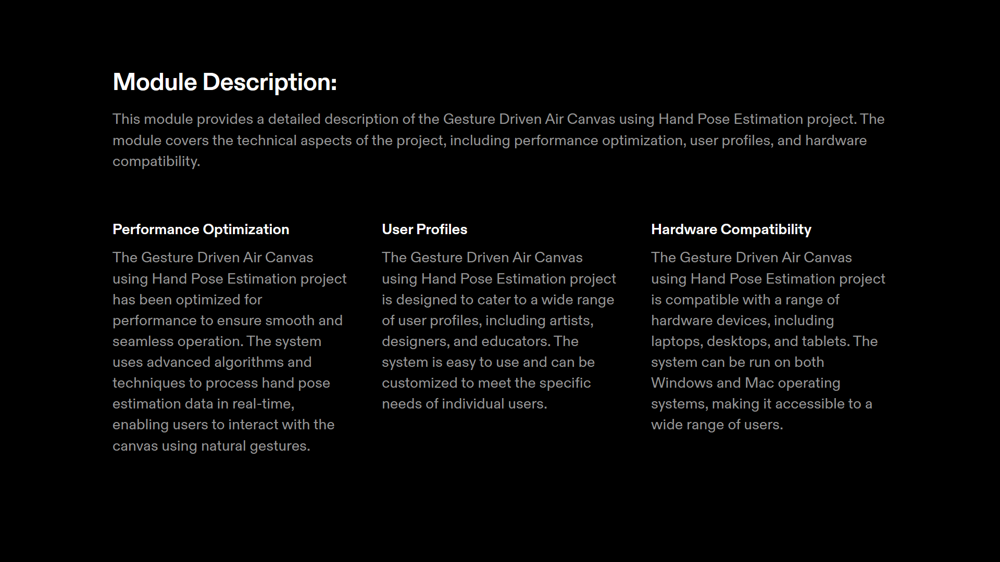 Module Description:
This module provides a detailed description of the Gesture Driven Air Canvas using Hand Pose Estimation project. The
module covers the technical aspects of the project, including performance optimization, user profiles, and hardware
compatibility.
Performance Optimization
The Gesture Driven Air Canvas
using Hand Pose Estimation project
has been optimized for
performance to ensure smooth and
seamless operation. The system
uses advanced algorithms and
techniques to process hand pose
estimation data in real-time,
enabling users to interact with the
canvas using natural gestures.
User Profiles
The Gesture Driven Air Canvas
using Hand Pose Estimation project
is designed to cater to a wide range
of user profiles, including artists,
designers, and educators. The
system is easy to use and can be
customized to meet the specific
needs of individual users.
Hardware Compatibility
The Gesture Driven Air Canvas
using Hand Pose Estimation project
is compatible with a range of
hardware devices, including
laptops, desktops, and tablets. The
system can be run on both
Windows and Mac operating
systems, making it accessible to a
wide range of users.